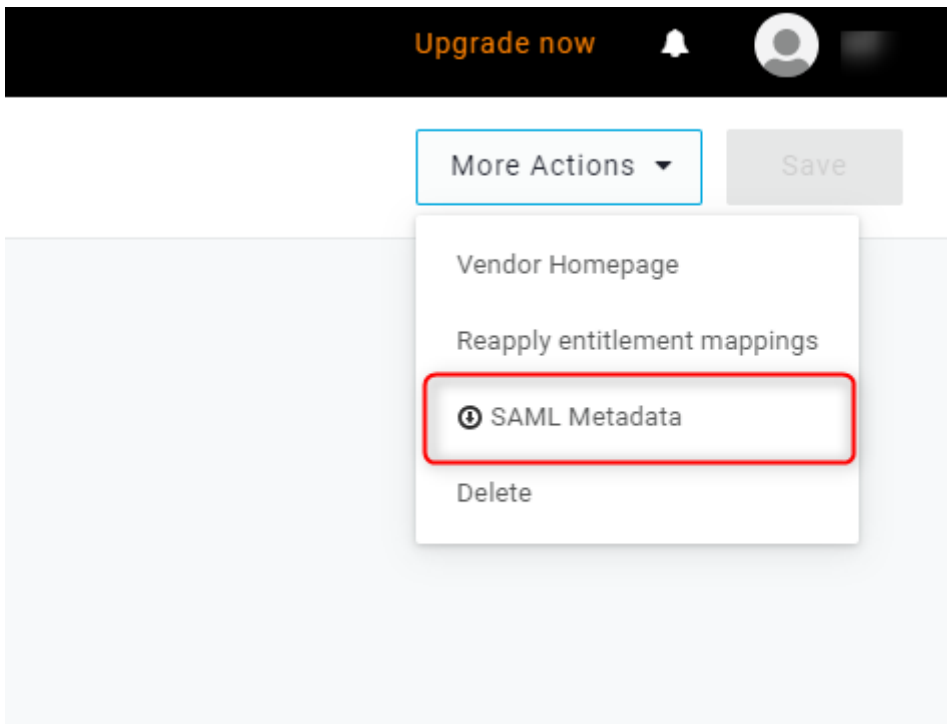 Upgrade now
More Actions
Save
Vendor Homepage
Reapply entitlement mappings
SAML Metadata
Delete